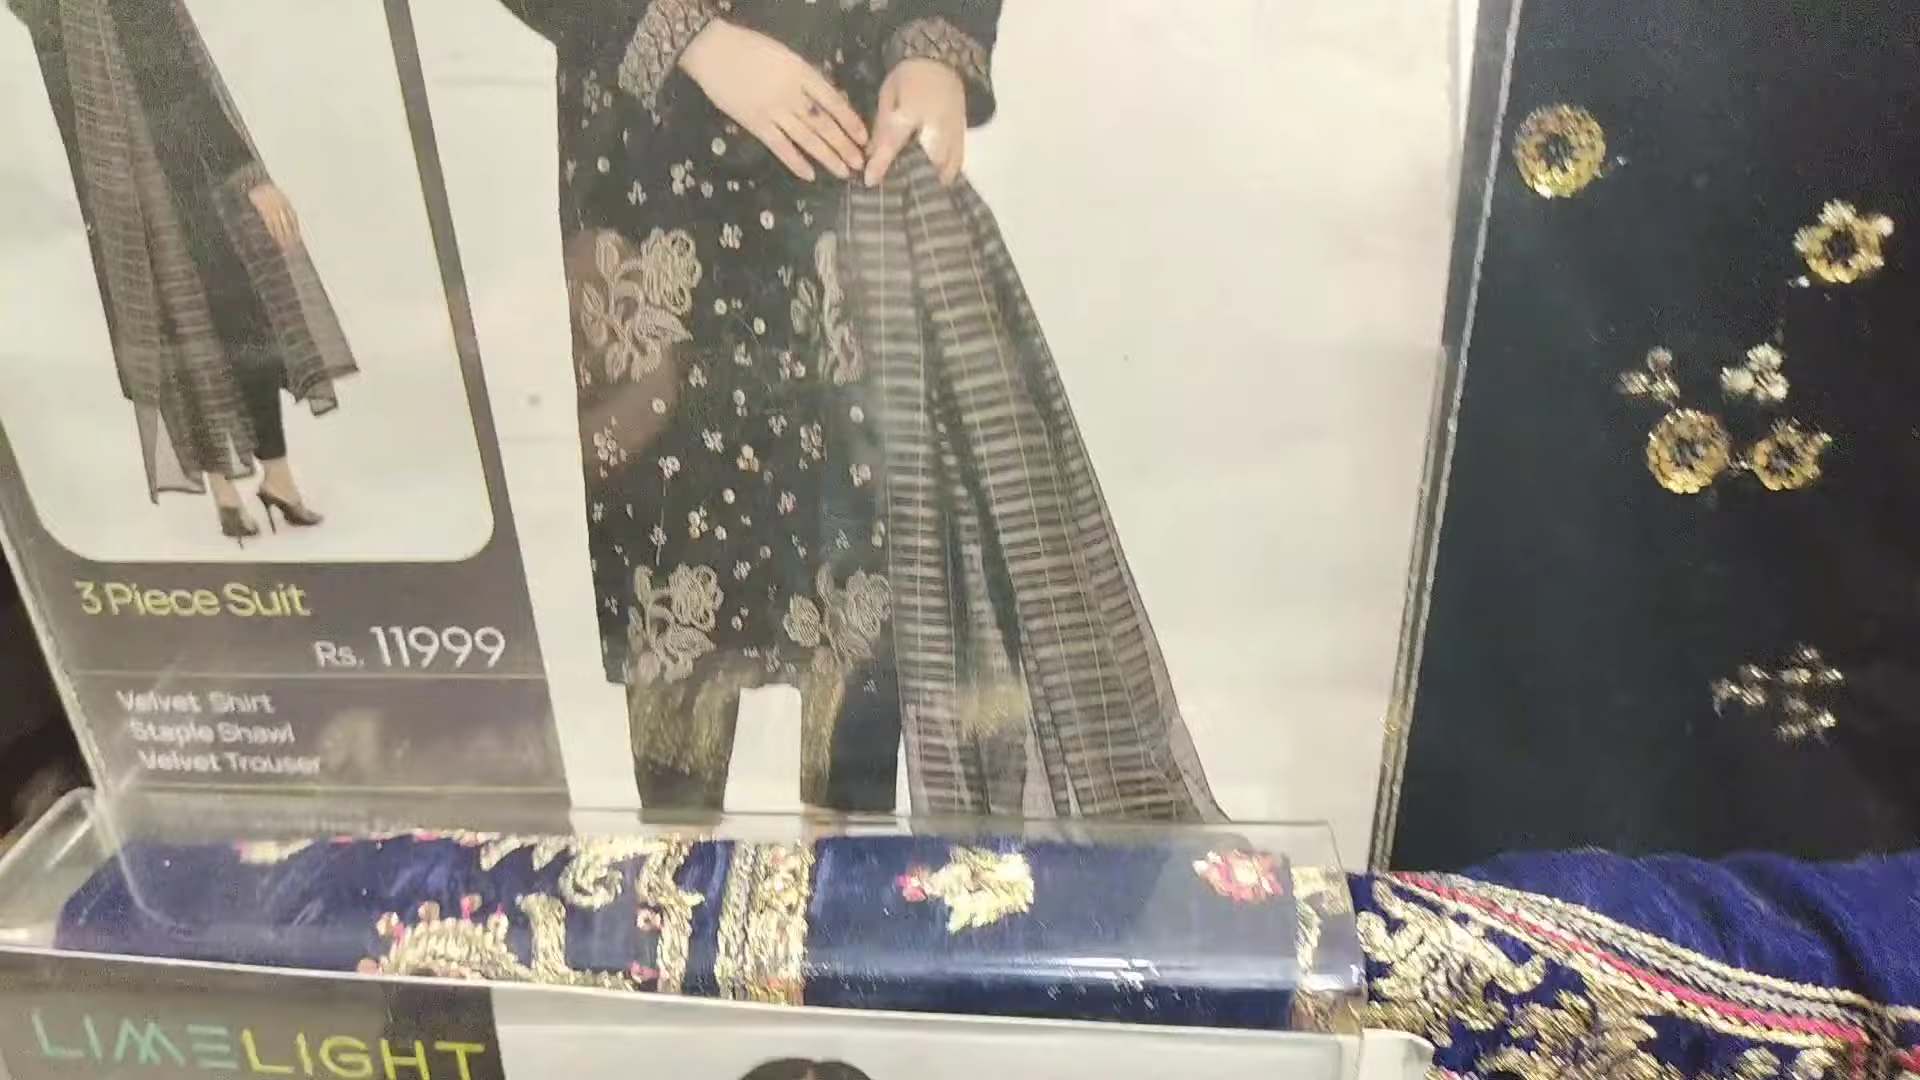 3 Piece Suit
Rs. 11999
Velvet Shirt
Staple Shawl
Velvet Trouser
LIMELIGHT